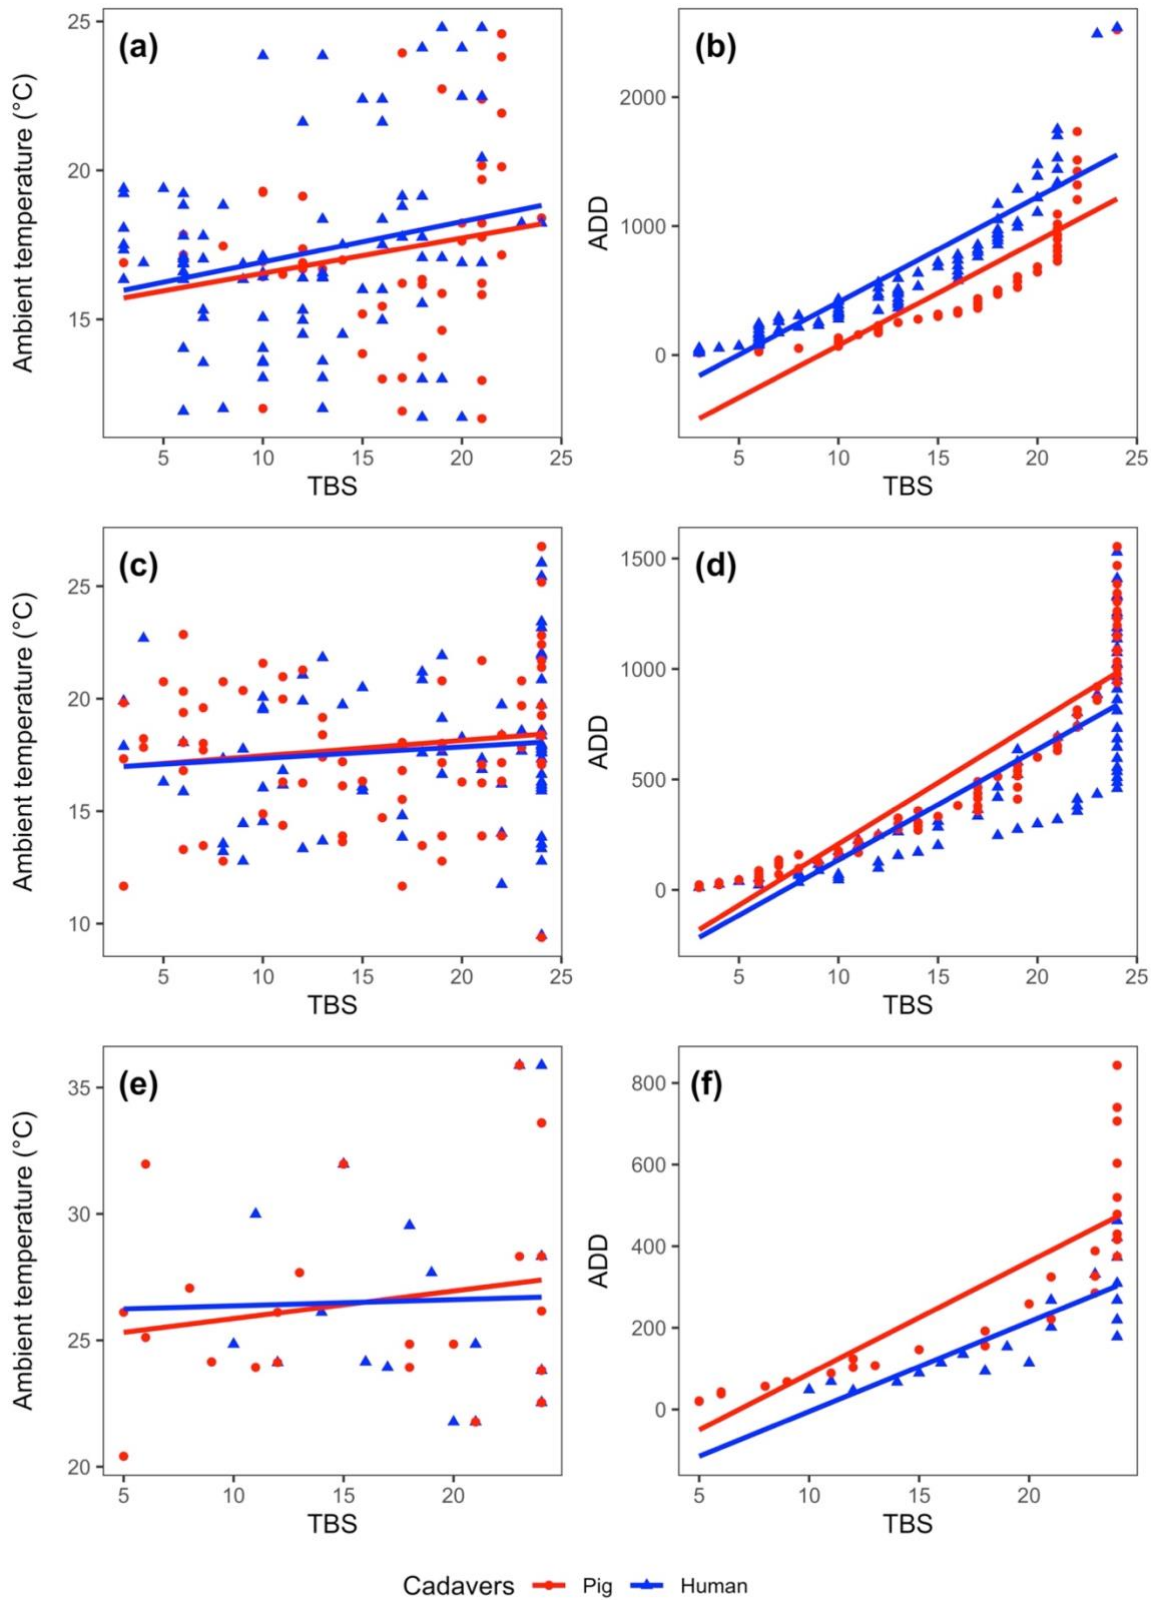 (a)
Ambient temperature (°C)
25
20
15
5 10 15 20 25
TBS
(b)
ADD
2000
1000
0
5 10 15 20 25
TBS
(c)
Ambient temperature (°C)
25
20
15
10
5 10 15 20 25
TBS
(d)
ADD
1500
1000
500
0
5 10 15 20 25
TBS
(e)
Ambient temperature (°C)
35
30
25
20
5 10 15 20
TBS
(f)
ADD
800
600
400
200
0
5 10 15 20
TBS
Cadavers Pig Human